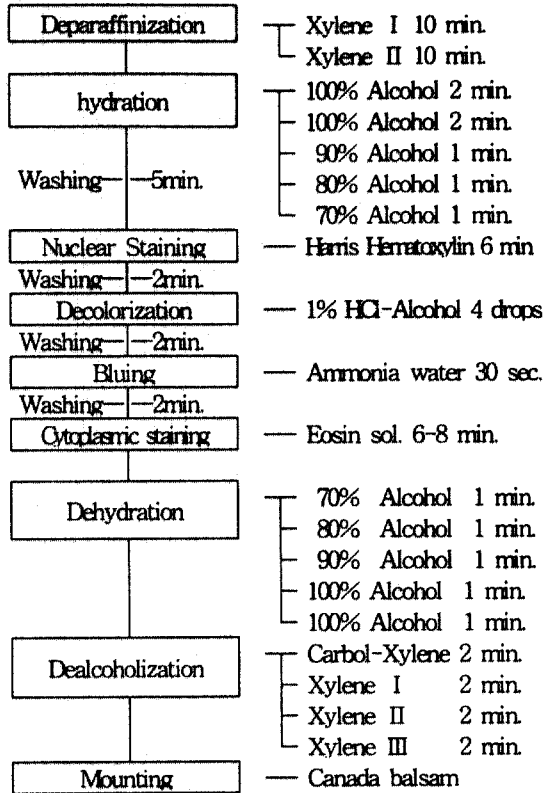 Deparaffinization Xylene I 10 min.
Xylene II 10 min.
hydration 100% Alcohol 2 min.
100% Alcohol 2 min.
Washing 5min. 90% Alcohol 1 min.
80% Alcohol 1 min.
70% Alcohol 1 min.
Nuclear Staining Harris Hematoxylin 6 min
Washing 2min.
Decolorization 1% HCl-Alcohol 4 drops
Washing 2min.
Bluing Ammonia water 30 sec.
Washing 2min.
Cytoplasmic staining Eosin sol. 6-8 min.
Dehydration 70% Alcohol 1 min.
80% Alcohol 1 min.
90% Alcohol 1 min.
100% Alcohol 1 min.
100% Alcohol 1 min.
Dealcoholization Carbol-Xylene 2 min.
Xylene I 2 min.
Xylene II 2 min.
Xylene III 2 min.
Mounting Canada balsam